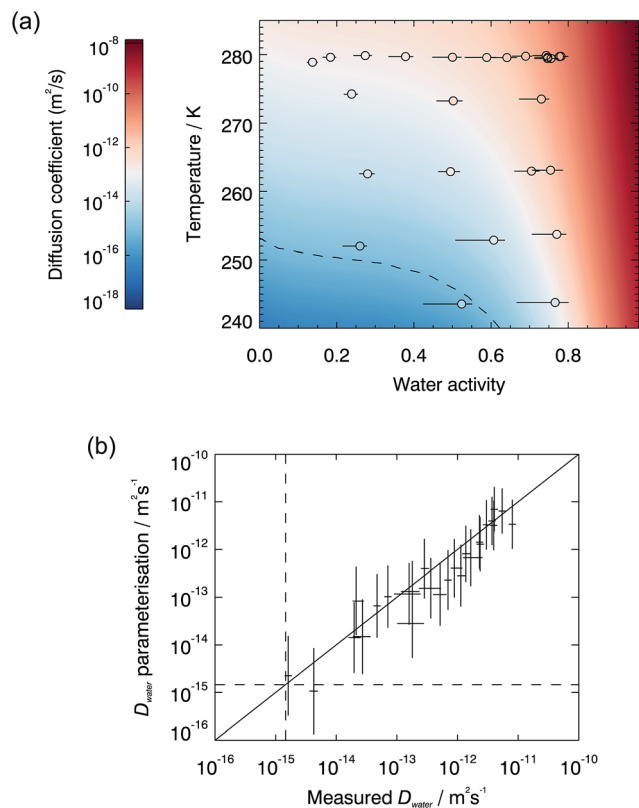 (a)
Diffusion coefficient (m²/s)
10⁻⁸
10⁻¹⁰
10⁻¹²
10⁻¹⁴
10⁻¹⁶
10⁻¹⁸
Temperature / K
280
270
260
250
240
0.0 0.2 0.4 0.6 0.8
Water activity
(b)
D_water parameterisation / m²s⁻¹
10⁻¹⁰
10⁻¹¹
10⁻¹²
10⁻¹³
10⁻¹⁴
10⁻¹⁵
10⁻¹⁶
10⁻¹⁶ 10⁻¹⁵ 10⁻¹⁴ 10⁻¹³ 10⁻¹² 10⁻¹¹ 10⁻¹⁰
Measured D_water / m²s⁻¹